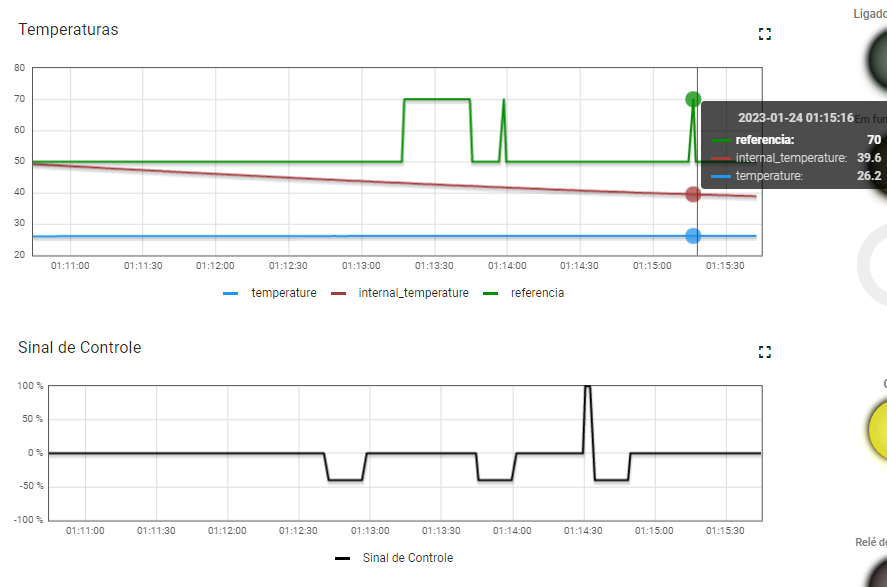 Temperaturas
Ligado
80
70
60
50
40
30
20
2023-01-24 01:15:16
Em fun
referencia: 70
internal_temperature: 39.6
temperature: 26.2
01:11:00 01:11:30 01:12:00 01:12:30 01:13:00 01:13:30 01:14:00 01:14:30 01:15:00 01:15:30
temperature internal_temperature referencia
Sinal de Controle
100 %
50 %
0 %
-50 %
-100 %
01:11:00 01:11:30 01:12:00 01:12:30 01:13:00 01:13:30 01:14:00 01:14:30 01:15:00 01:15:30
Relé de
Sinal de Controle